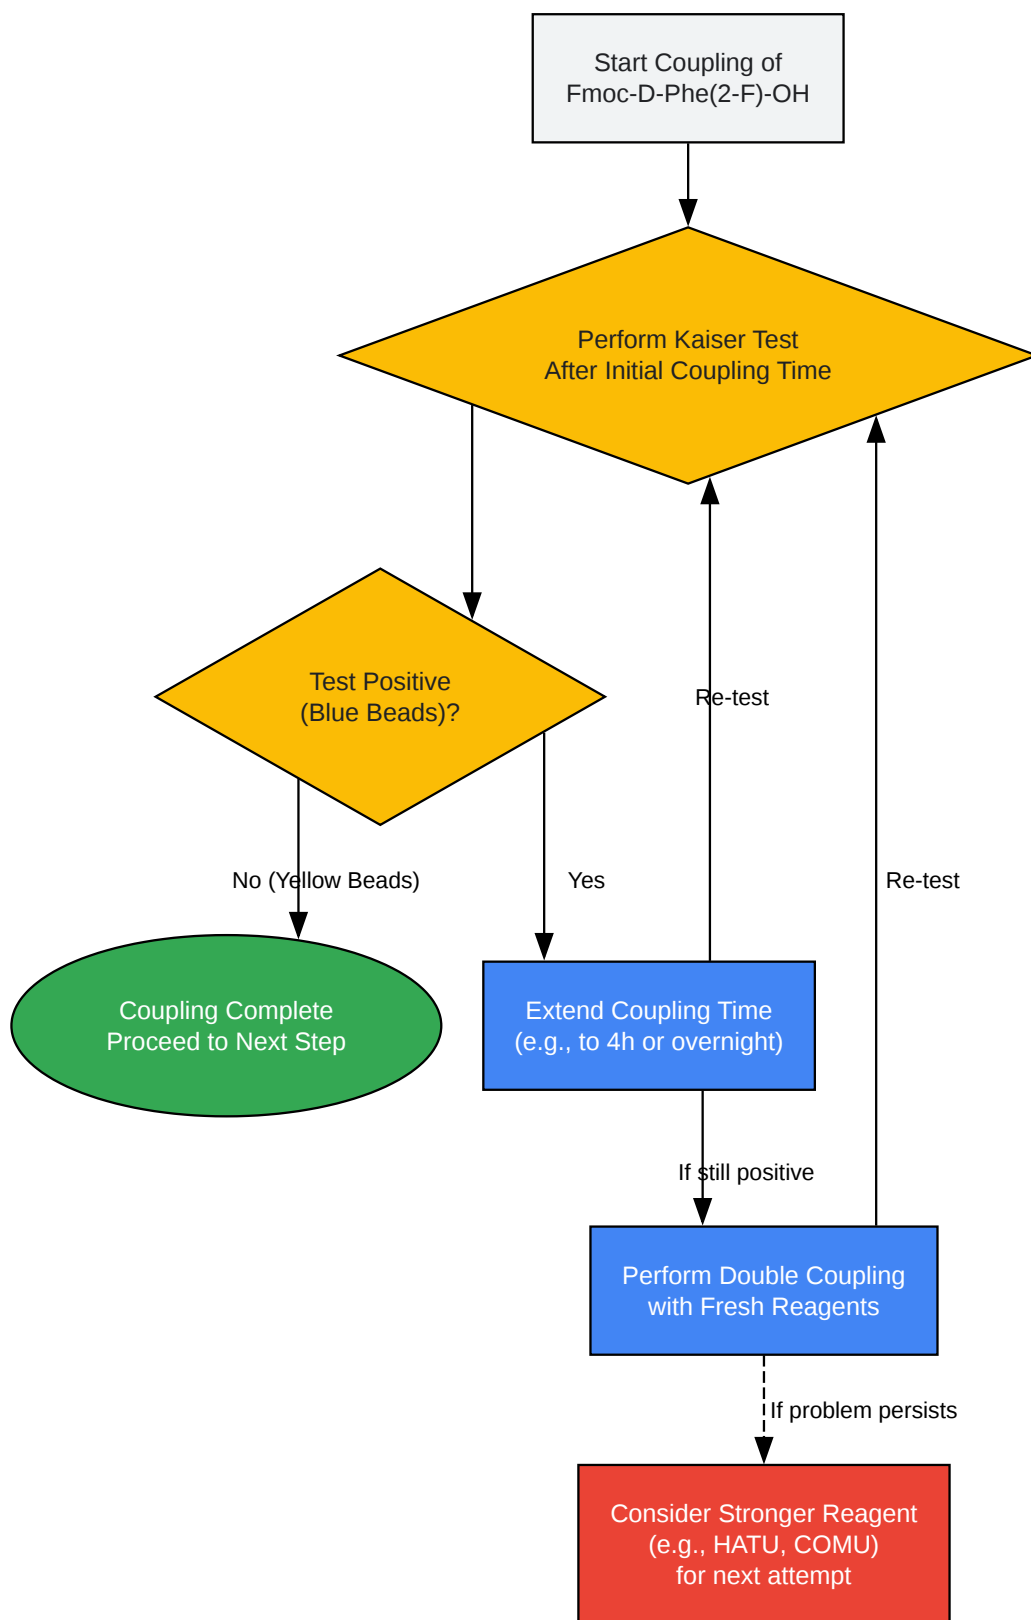 Start Coupling of
Fmoc-D-Phe(2-F)-OH
Perform Kaiser Test
After Initial Coupling Time
Test Positive
(Blue Beads)?
Re-test
No (Yellow Beads)
Yes
Re-test
Coupling Complete
Proceed to Next Step
Extend Coupling Time
(e.g., to 4h or overnight)
If still positive
Perform Double Coupling
with Fresh Reagents
If problem persists
Consider Stronger Reagent
(e.g., HATU, COMU)
for next attempt